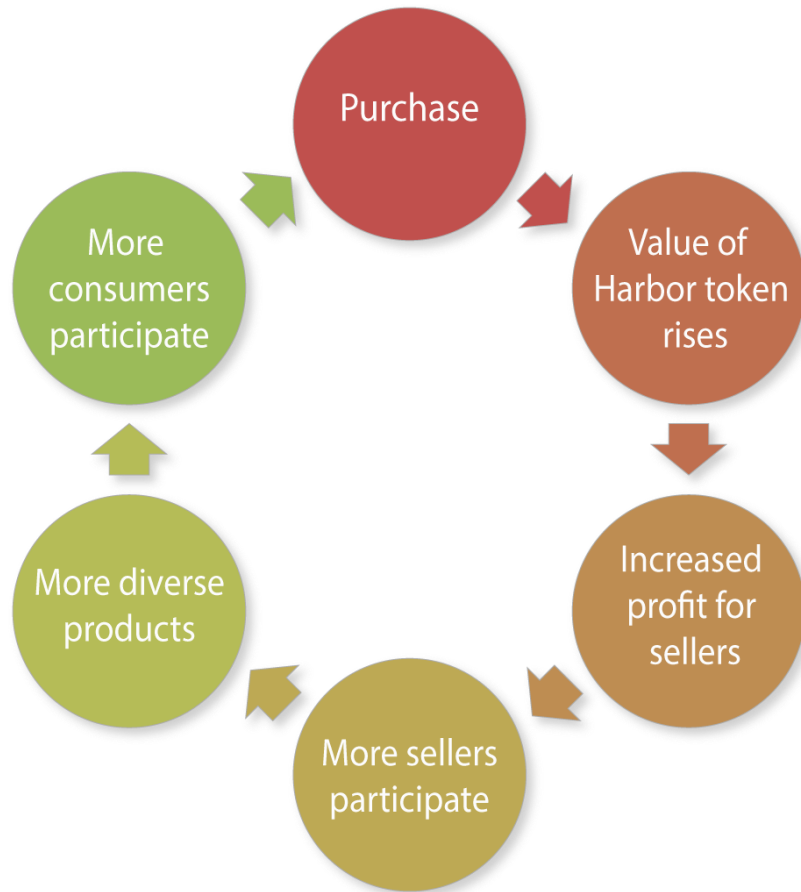 Purchase
Value of
Harbor token
rises
Increased
profit for
sellers
More sellers
participate
More diverse
products
More
consumers
participate